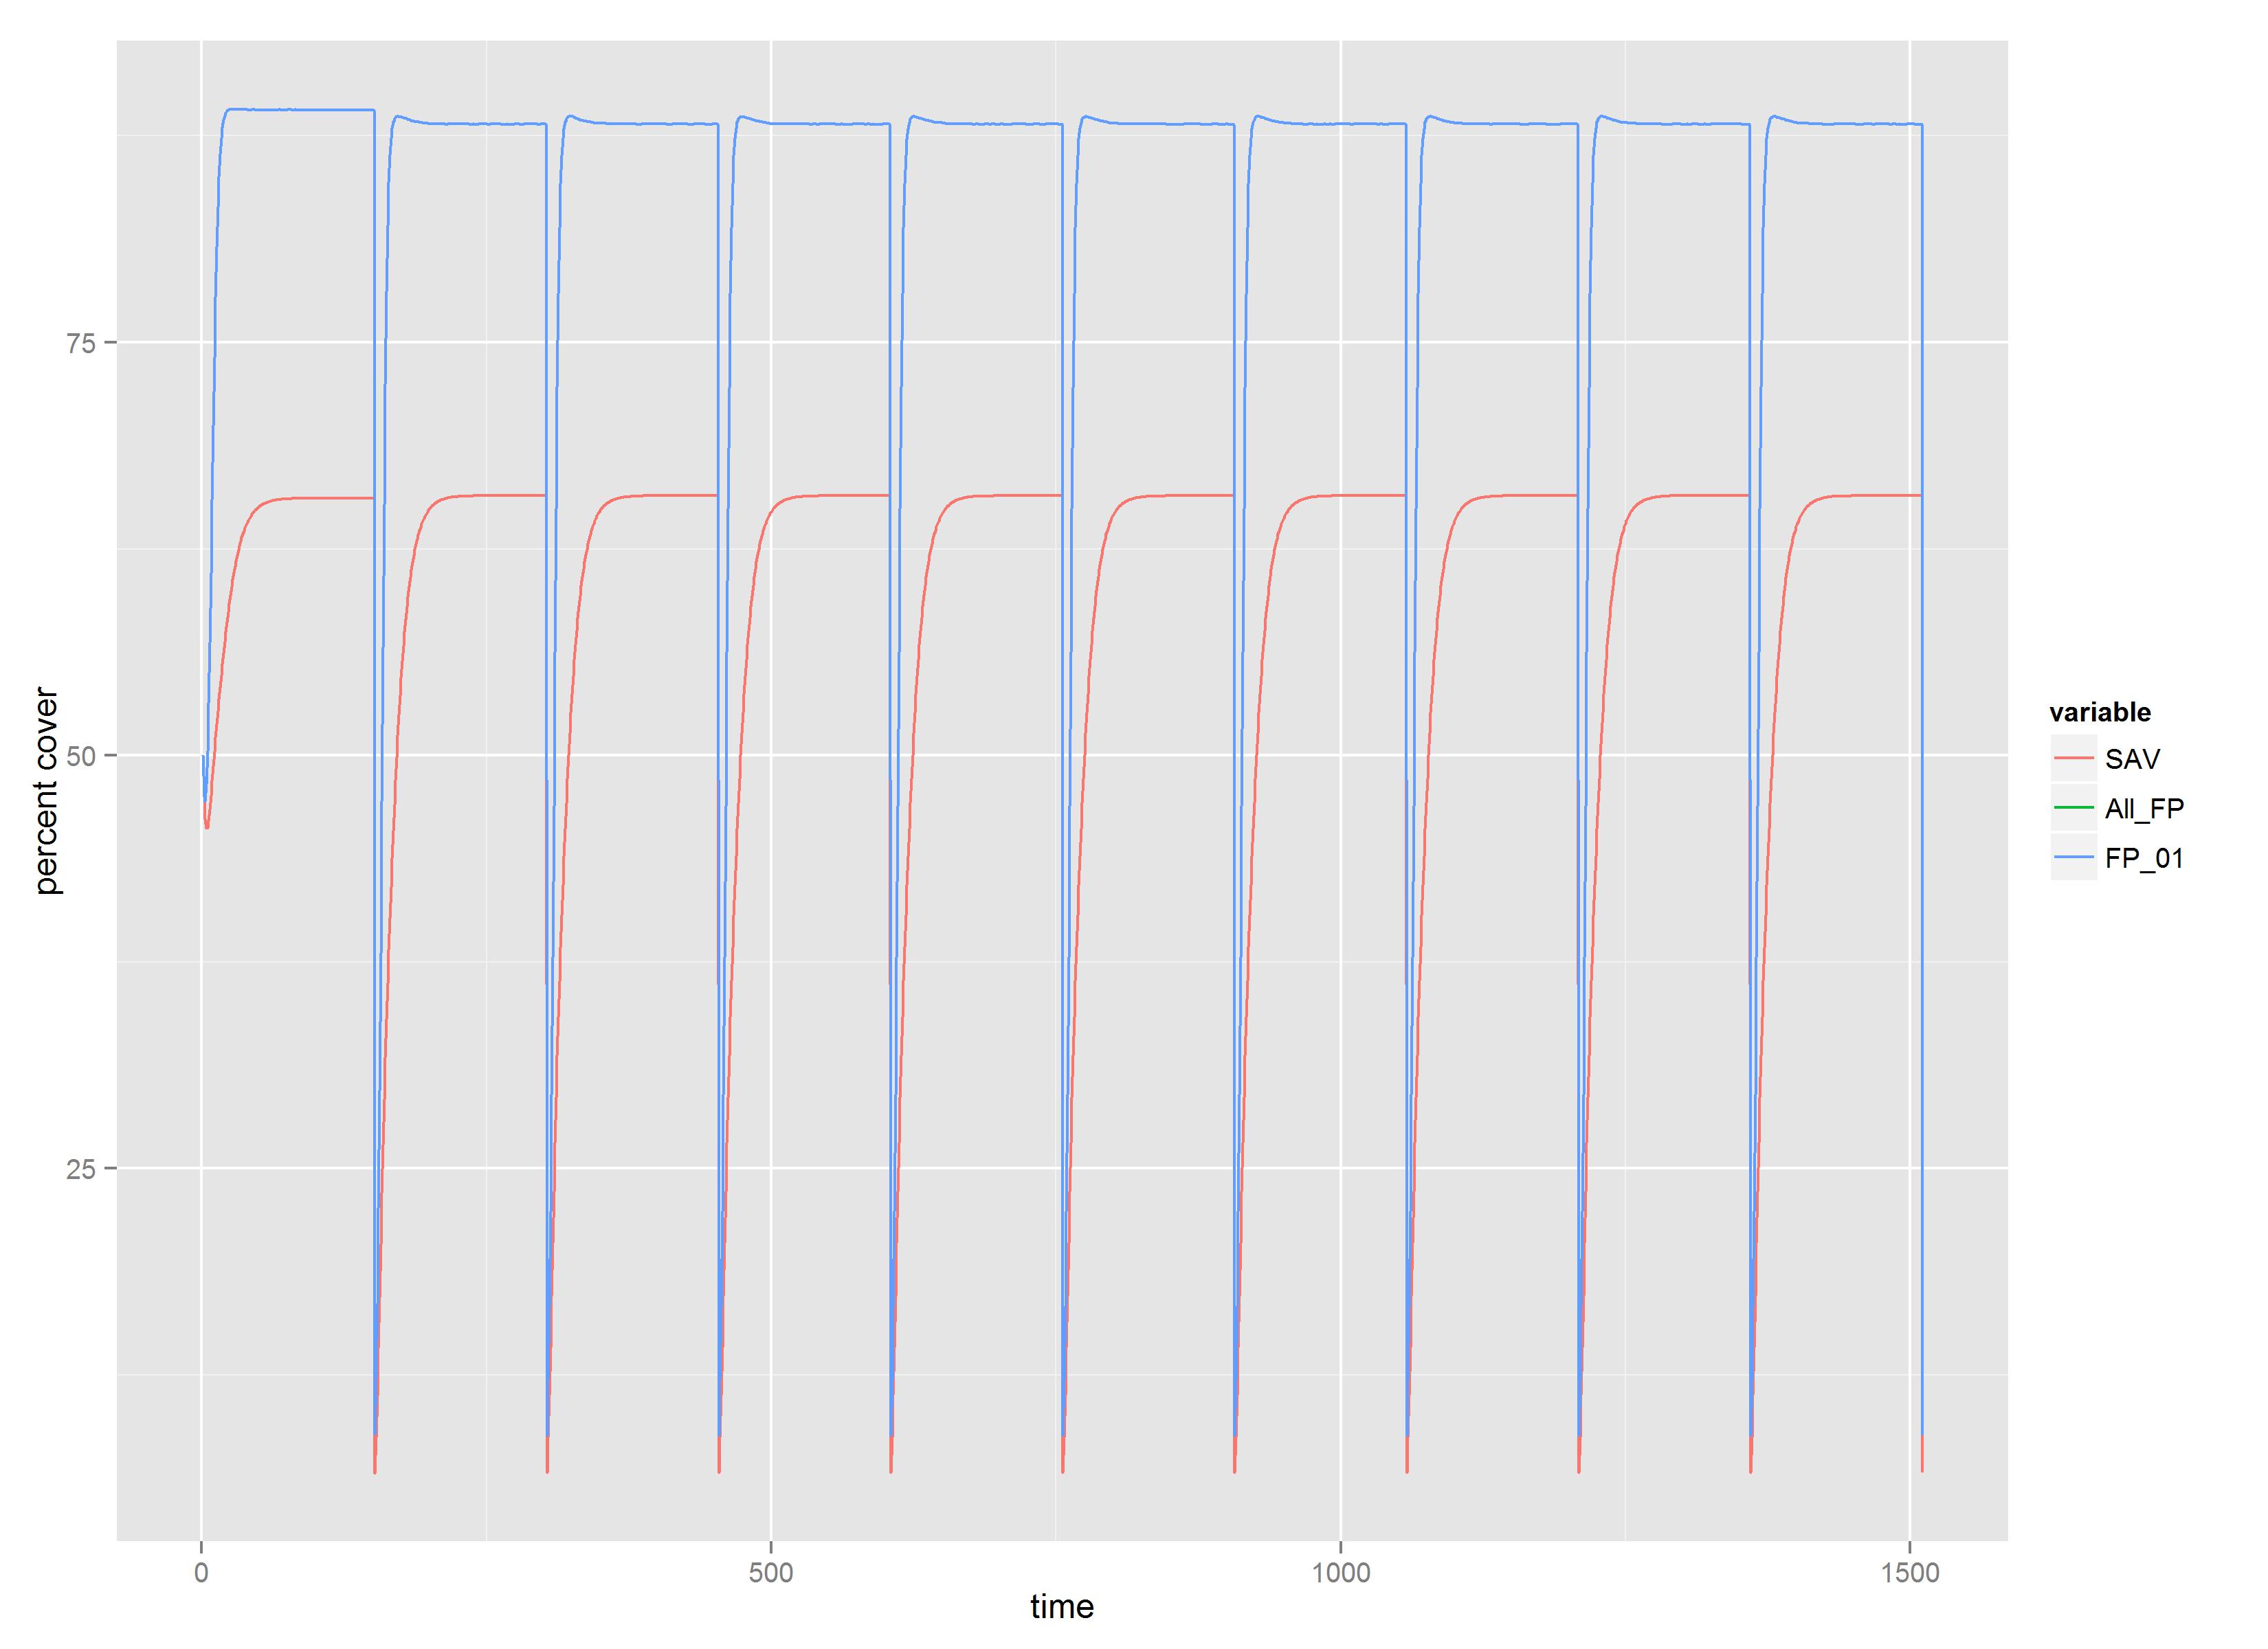 percent cover
75
50
25
0
500
1000
1500
time
variable
SAV
All_FP
FP_01